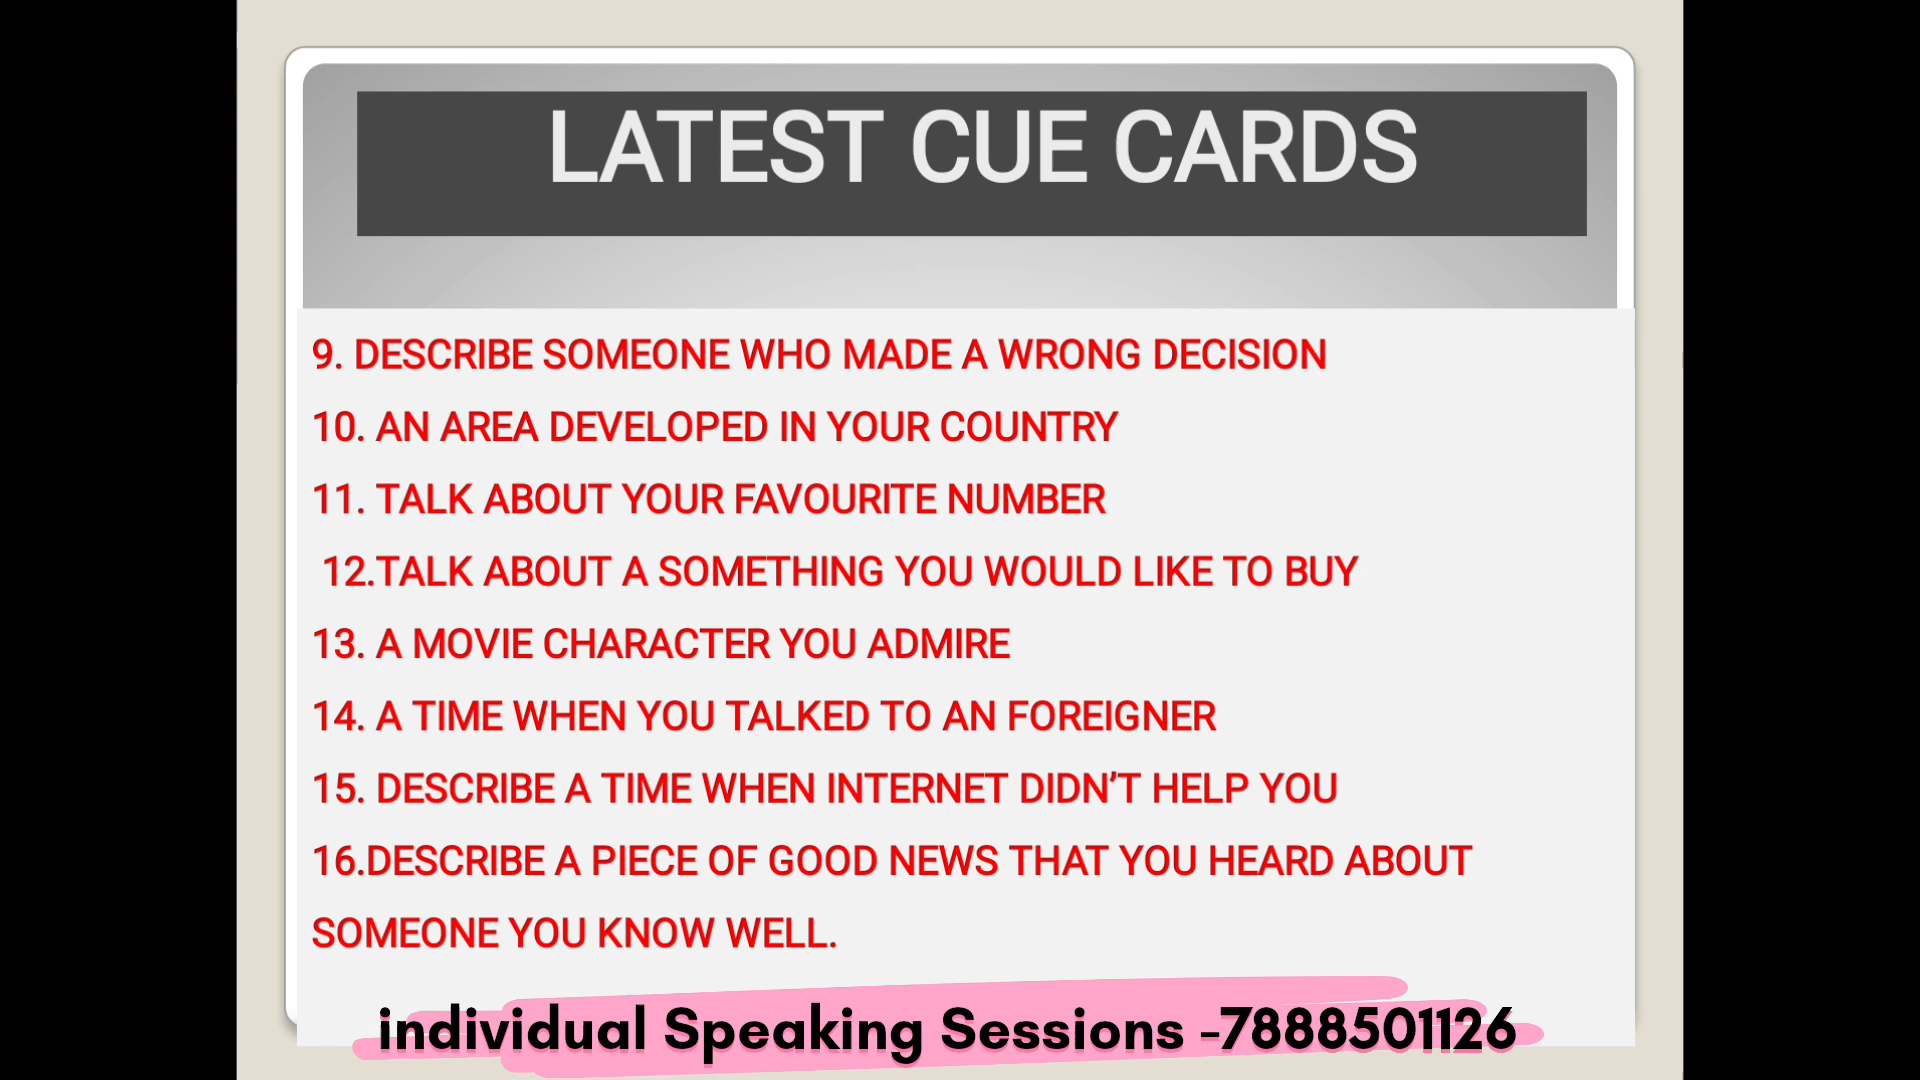 LATEST CUE CARDS
9. DESCRIBE SOMEONE WHO MADE A WRONG DECISION
10. AN AREA DEVELOPED IN YOUR COUNTRY
11. TALK ABOUT YOUR FAVOURITE NUMBER
12.TALK ABOUT A SOMETHING YOU WOULD LIKE TO BUY
13. A MOVIE CHARACTER YOU ADMIRE
14. A TIME WHEN YOU TALKED TO AN FOREIGNER
15. DESCRIBE A TIME WHEN INTERNET DIDN’T HELP YOU
16.DESCRIBE A PIECE OF GOOD NEWS THAT YOU HEARD ABOUT
SOMEONE YOU KNOW WELL.
individual Speaking Sessions -7888501126